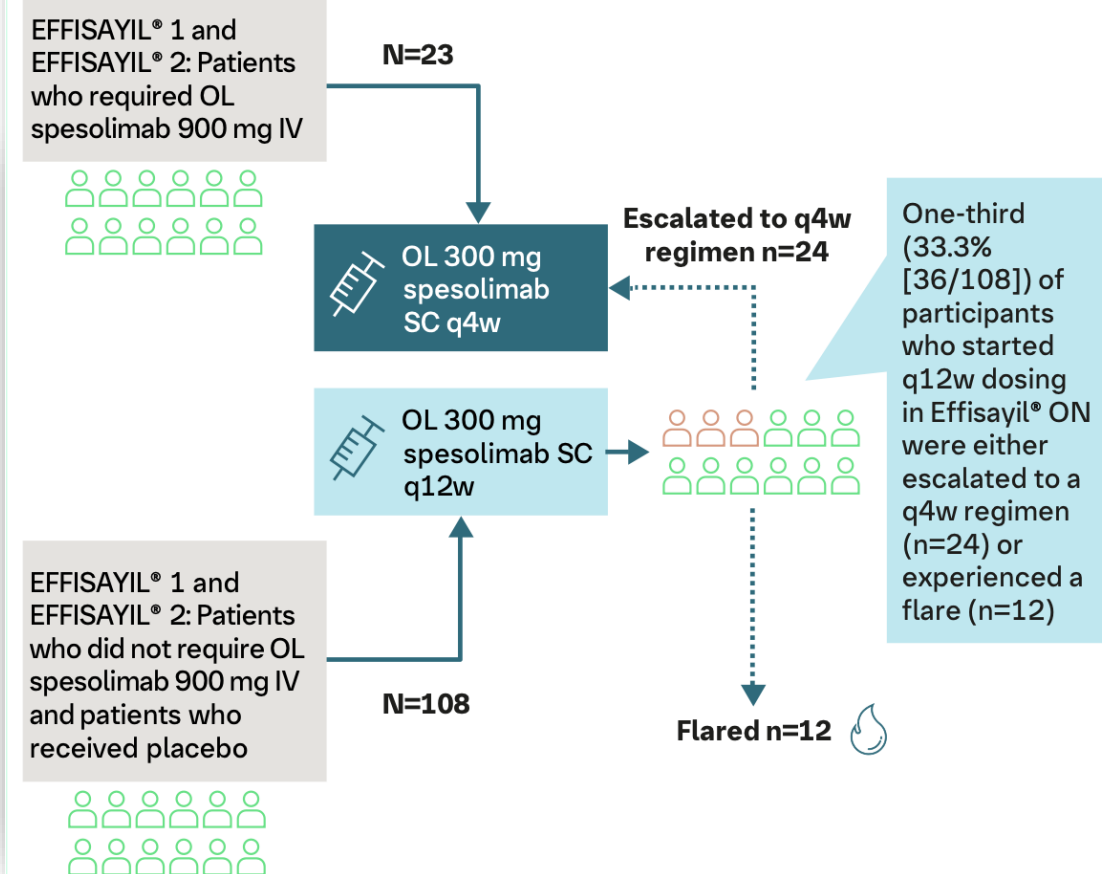 EFFISAYIL® 1 and
EFFISAYIL® 2: Patients
who required OL
spesolimab 900 mg IV
N=23
OL 300 mg
spesolimab
SC q4w
Escalated to q4w
regimen n=24
One-third
(33.3%
[36/108]) of
participants
who started
q12w dosing
in Effisayil® ON
were either
escalated to a
q4w regimen
(n=24) or
experienced a
flare (n=12)
OL 300 mg
spesolimab SC
q12w
EFFISAYIL® 1 and
EFFISAYIL® 2: Patients
who did not require OL
spesolimab 900 mg IV
and patients who
received placebo
N=108
Flared n=12